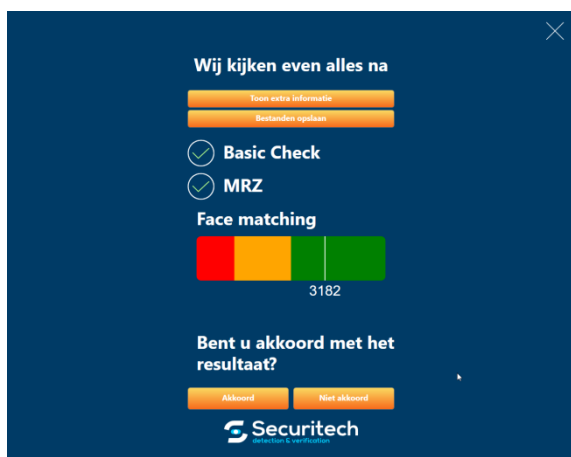 Wij kijken even alles na
Toon extra informatie
Bestanden opslaan
Basic Check
MRZ
Face matching
3182
Bent u akkoord met het
resultaat?
Akkoord Niet akkoord
Securitech
detection & verification